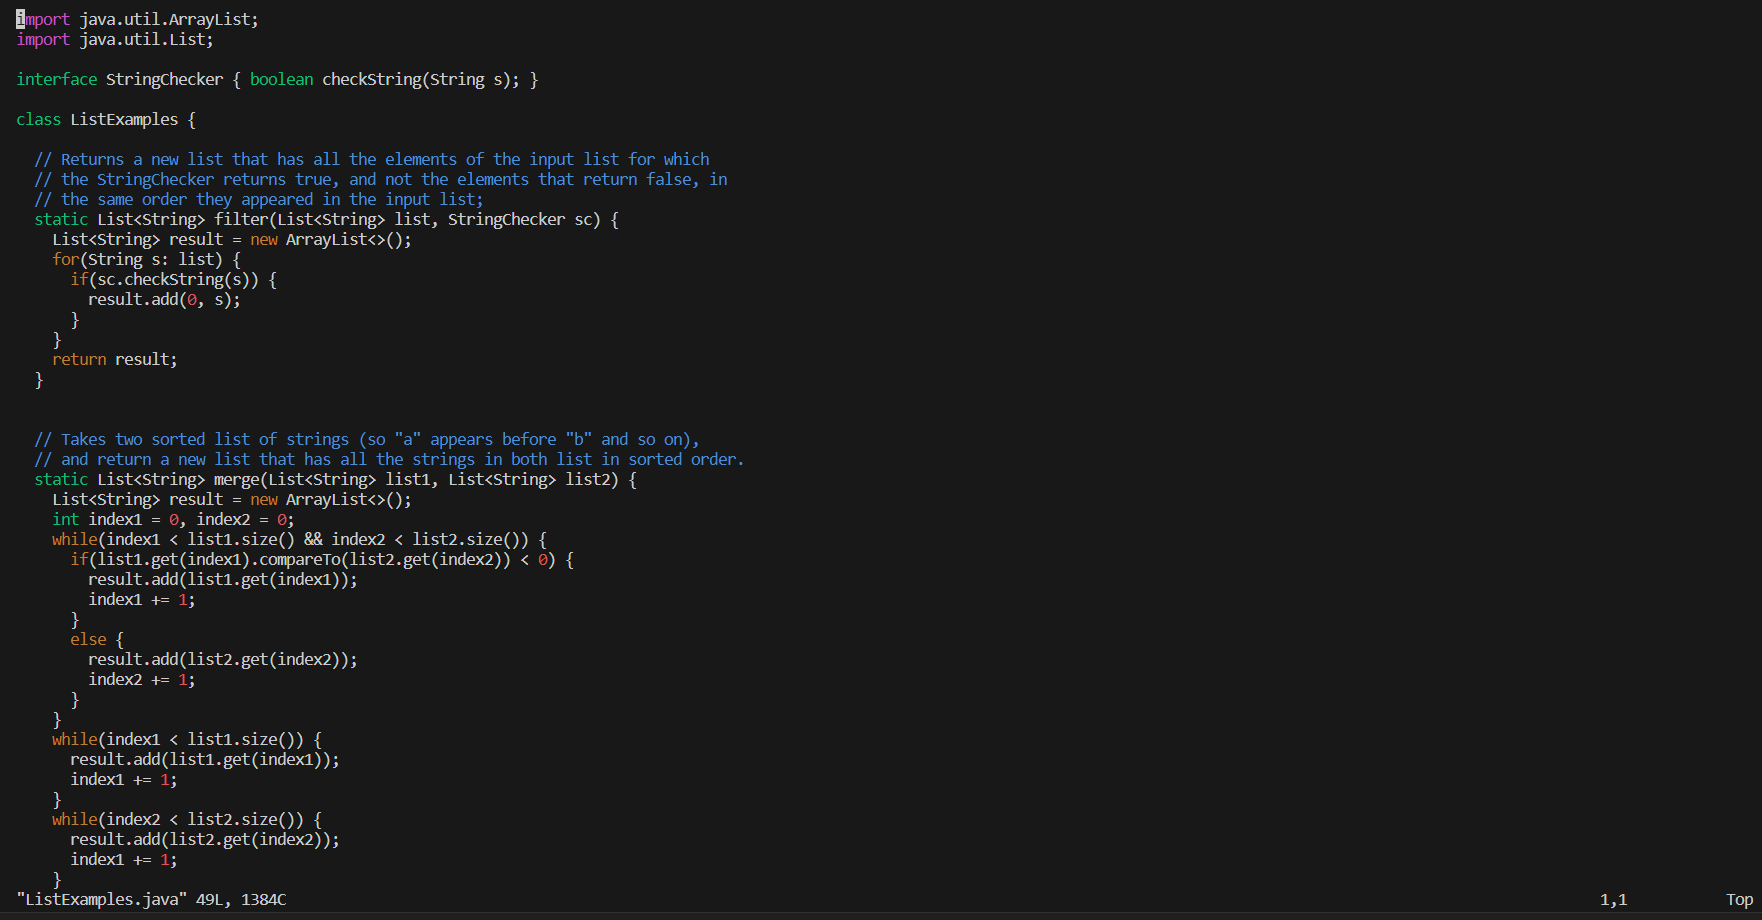 import java.util.ArrayList;
import java.util.List;

interface StringChecker { boolean checkString(String s); }

class ListExamples {

  // Returns a new list that has all the elements of the input list for which
  // the StringChecker returns true, and not the elements that return false, in
  // the same order they appeared in the input list;
  static List<String> filter(List<String> list, StringChecker sc) {
    List<String> result = new ArrayList<>();
    for(String s: list) {
      if(sc.checkString(s)) {
        result.add(0, s);
      }
    }
    return result;
  }


  // Takes two sorted list of strings (so "a" appears before "b" and so on),
  // and return a new list that has all the strings in both list in sorted order.
  static List<String> merge(List<String> list1, List<String> list2) {
    List<String> result = new ArrayList<>();
    int index1 = 0, index2 = 0;
    while(index1 < list1.size() && index2 < list2.size()) {
      if(list1.get(index1).compareTo(list2.get(index2)) < 0) {
        result.add(list1.get(index1));
        index1 += 1;
      }
      else {
        result.add(list2.get(index2));
        index2 += 1;
      }
    }
    while(index1 < list1.size()) {
      result.add(list1.get(index1));
      index1 += 1;
    }
    while(index2 < list2.size()) {
      result.add(list2.get(index2));
      index1 += 1;
    }
"ListExamples.java" 49L, 1384C 1,1 Top